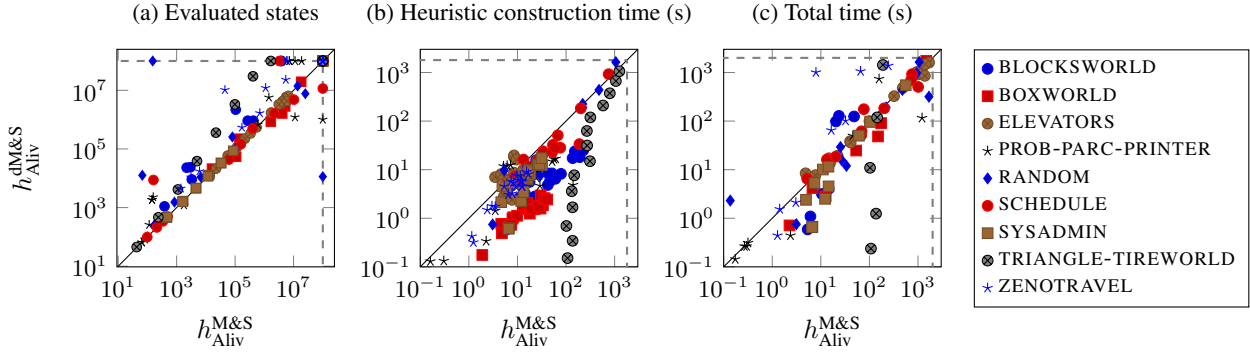 (a) Evaluated states
(b) Heuristic construction time (s)
(c) Total time (s)
h_Aliv^dM&S
10^7
10^5
10^3
10^1
10^1 10^3 10^5 10^7
h_Aliv^M&S
10^3
10^2
10^1
10^0
10^−1
10^−1 10^0 10^1 10^2 10^3
h_Aliv^M&S
10^3
10^2
10^1
10^0
10^−1
10^−1 10^0 10^1 10^2 10^3
h_Aliv^M&S
BLOCKSWORLD
BOXWORLD
ELEVATORS
PROB-PARC-PRINTER
RANDOM
SCHEDULE
SYSADMIN
TRIANGLE-TIREWORLD
ZENOTRAVEL